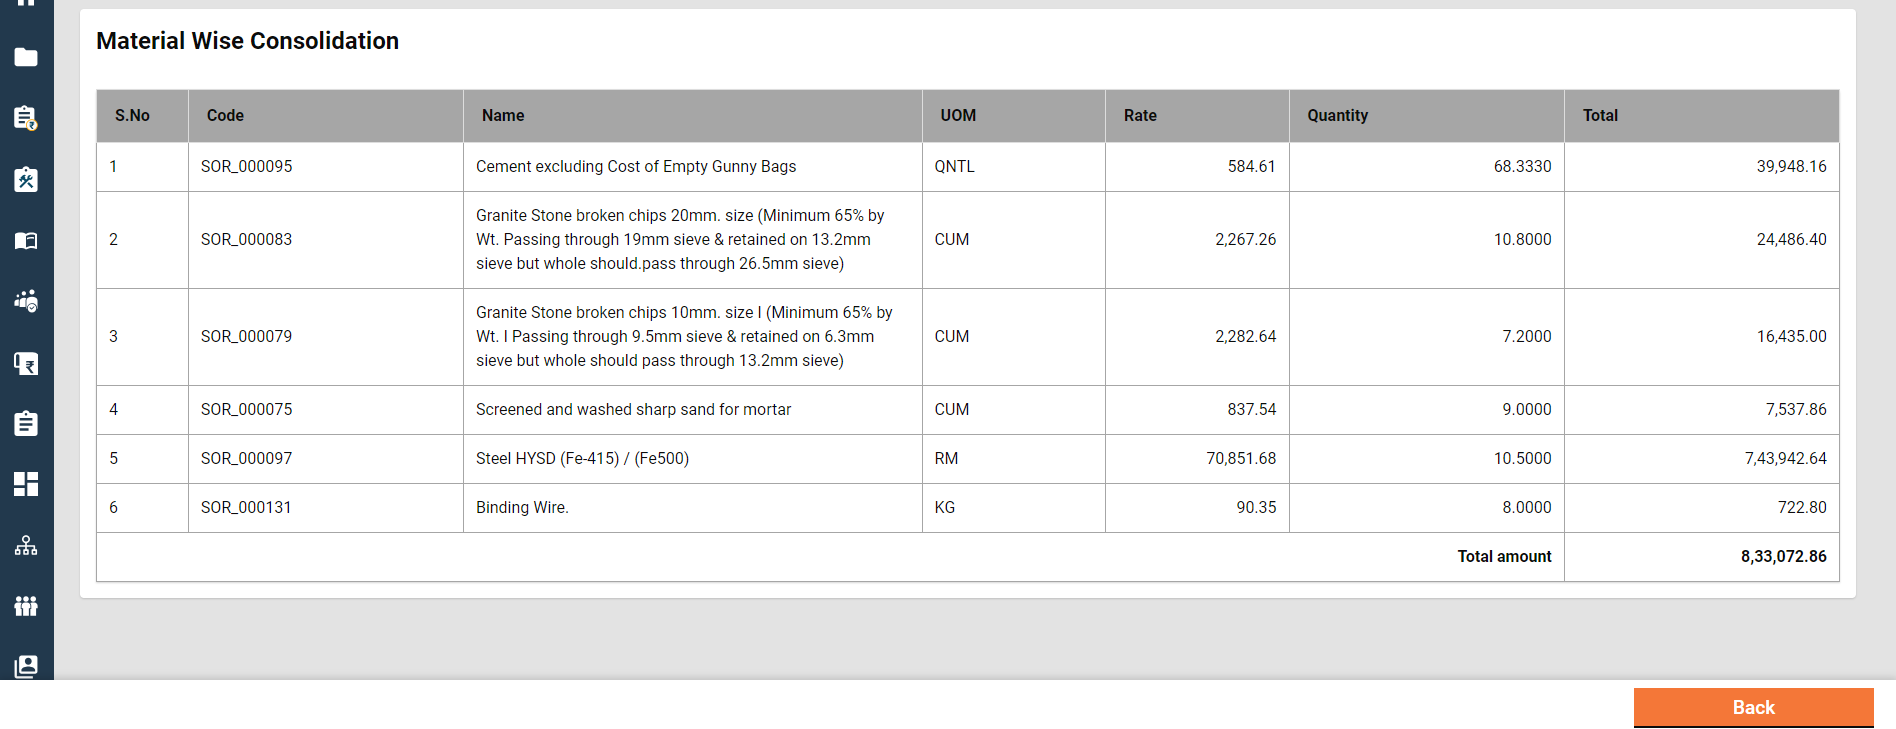 Material Wise Consolidation
S.No Code Name UOM Rate Quantity Total
1 SOR_000095 Cement excluding Cost of Empty Gunny Bags QNTL 584.61 68.3330 39,948.16
Granite Stone broken chips 20mm. size (Minimum 65% by
2 SOR_000083 Wt. Passing through 19mm sieve & retained on 13.2mm CUM 2,267.26 10.8000 24,486.40
sieve but whole should.pass through 26.5mm sieve)
Granite Stone broken chips 10mm. size I (Minimum 65% by
3 SOR_000079 Wt. I Passing through 9.5mm sieve & retained on 6.3mm CUM 2,282.64 7.2000 16,435.00
sieve but whole should pass through 13.2mm sieve)
4 SOR_000075 Screened and washed sharp sand for mortar CUM 837.54 9.0000 7,537.86
5 SOR_000097 Steel HYSD (Fe-415) / (Fe500) RM 70,851.68 10.5000 7,43,942.64
6 SOR_000131 Binding Wire. KG 90.35 8.0000 722.80
Total amount 8,33,072.86
Back